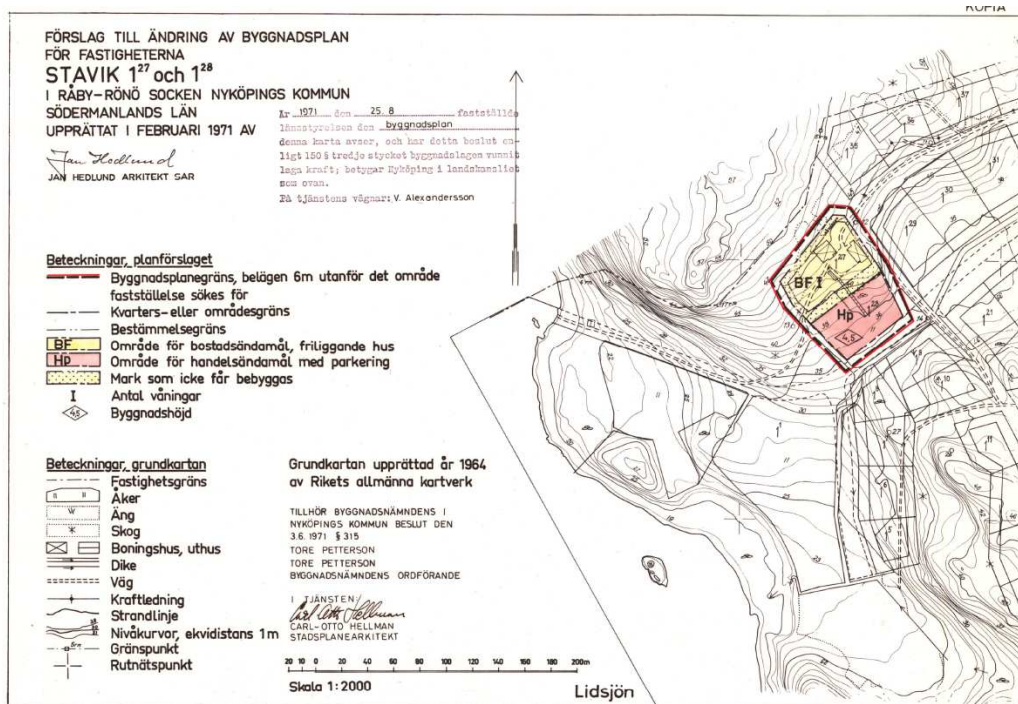 KOPIA
FÖRSLAG TILL ÄNDRING AV BYGGNADSPLAN
FÖR FASTIGHETERNA
STAVIK 1²⁷ och 1²⁸
I RÅBY-RÖNÖ SOCKEN NYKÖPINGS KOMMUN
SÖDERMANLANDS LÄN
UPPRÄTTAT I FEBRUARI 1971 AV
Jan Hedlund
JAN HEDLUND ARKITEKT SAR
År 1971 den 25.8 fastställde
länsstyrelsen den byggnadsplan
denna karta avser, och har detta beslut en-
ligt 150 § tredje stycket byggnadslagen vunnit
laga kraft; betygar Nyköping i landskansliet
som ovan.
På tjänstens vägnar: V. Alexandersson
Beteckningar, planförslaget
Byggnadsplanegräns, belägen 6m utanför det område
fastställelse sökes för
Kvarters- eller områdesgräns
Bestämmelsegräns
BF Område för bostadsändamål, friliggande hus
Hp Område för handelsändamål med parkering
Mark som icke får bebyggas
I Antal våningar
4,5 Byggnadshöjd
Beteckningar, grundkartan
Fastighetsgräns
Åker
Äng
Skog
Boningshus, uthus
Dike
Väg
Kraftledning
Strandlinje
Nivåkurvor, ekvidistans 1m
Gränspunkt
Rutnätspunkt
Grundkartan upprättad år 1964
av Rikets allmänna kartverk
TILLHÖR BYGGNADSNÄMNDENS I
NYKÖPINGS KOMMUN BESLUT DEN
3.6. 1971 § 315
TORE PETTERSON
TORE PETTERSON
BYGGNADSNÄMNDENS ORDFÖRANDE
I TJÄNSTEN
Carl Otto Hellman
CARL-OTTO HELLMAN
STADSPLANEARKITEKT
20 10 0 20 40 60 80 100 120 140 160 180 200m
Skala 1:2000
BF I
Hp
4,5
Lidsjön